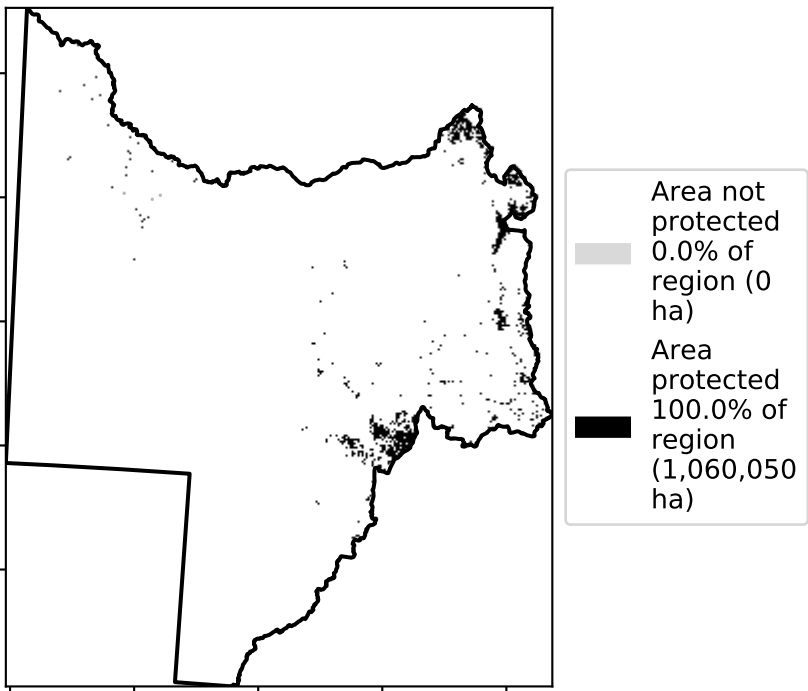 Area not
protected
0.0% of
region (0
ha)
Area
protected
100.0% of
region
(1,060,050
ha)